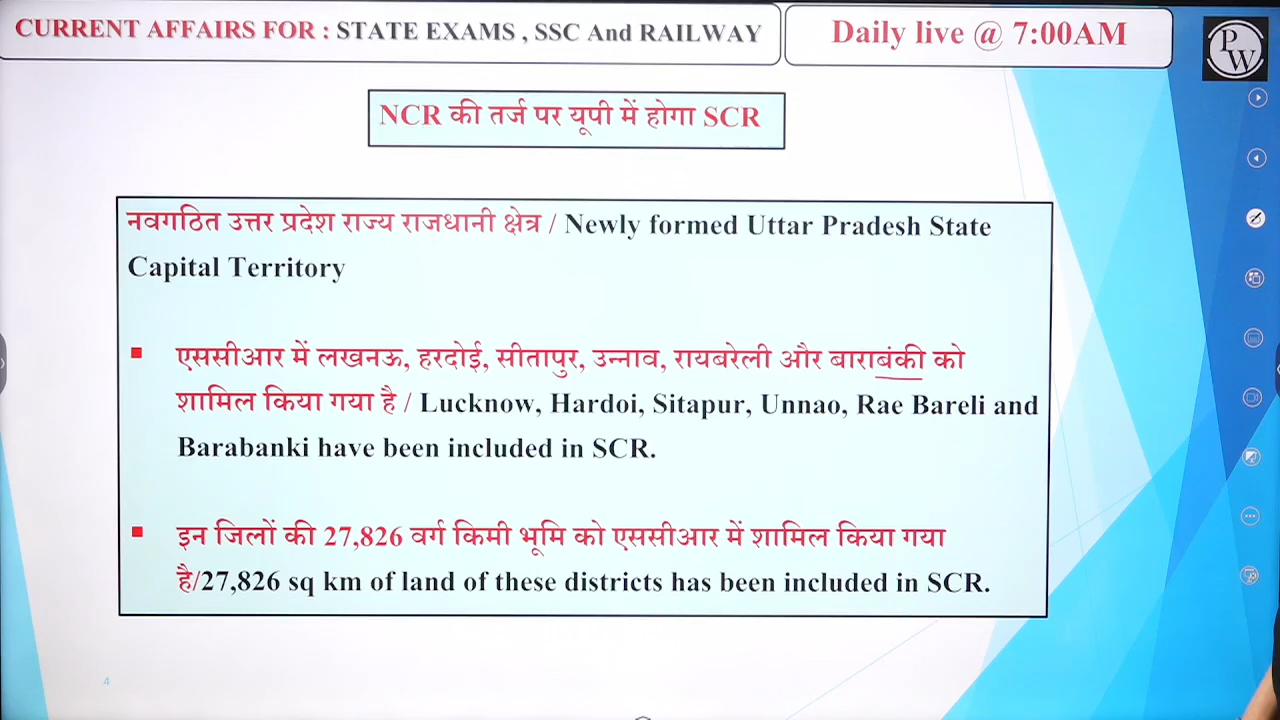 CURRENT AFFAIRS FOR : STATE EXAMS , SSC And RAILWAY
Daily live @ 7:00AM
PW
NCR की तर्ज पर यूपी में होगा SCR
नवगठित उत्तर प्रदेश राज्य राजधानी क्षेत्र / Newly formed Uttar Pradesh State
Capital Territory
एससीआर में लखनऊ, हरदोई, सीतापुर, उन्नाव, रायबरेली और बाराबंकी को
शामिल किया गया है / Lucknow, Hardoi, Sitapur, Unnao, Rae Bareli and
Barabanki have been included in SCR.
इन जिलों की 27,826 वर्ग किमी भूमि को एससीआर में शामिल किया गया
है/27,826 sq km of land of these districts has been included in SCR.
4